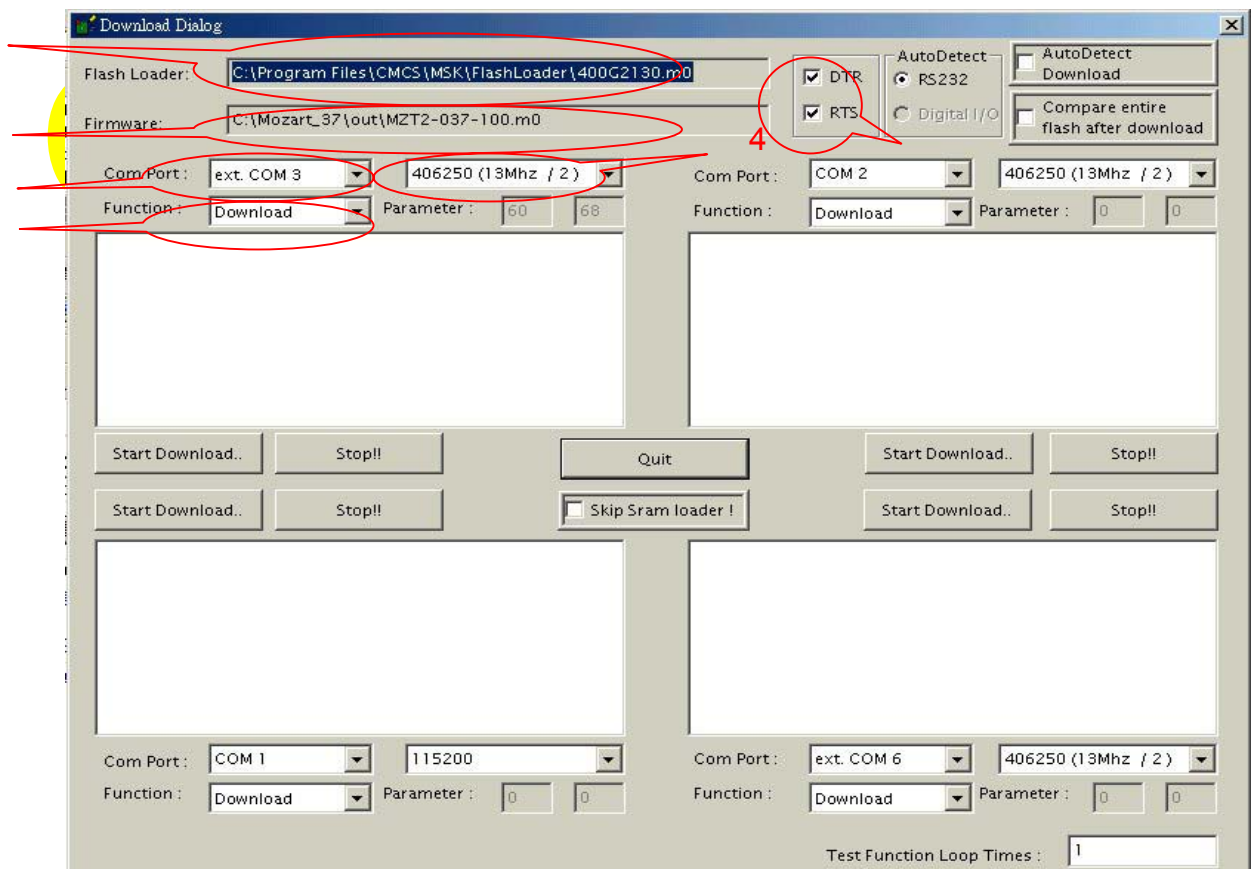 Download Dialog
Flash Loader:
C:\Program Files\CMCS\MSK\FlashLoader\400G2130.m0
Firmware:
C:\Mozart_37\out\MZT2-037-100.m0
DTR
RTS
4
AutoDetect
RS232
Digital I/O
AutoDetect
Download
Compare entire
flash after download
Com Port :
ext. COM 3
406250 (13Mhz / 2)
Function :
Download
Parameter :
60
68
Com Port :
COM 2
406250 (13Mhz / 2)
Function :
Download
Parameter :
0
0
Start Download..
Stop!!
Quit
Start Download..
Stop!!
Start Download..
Stop!!
Skip Sram loader !
Start Download..
Stop!!
Com Port :
COM 1
115200
Function :
Download
Parameter :
0
0
Com Port :
ext. COM 6
406250 (13Mhz / 2)
Function :
Download
Parameter :
0
0
Test Function Loop Times :
1